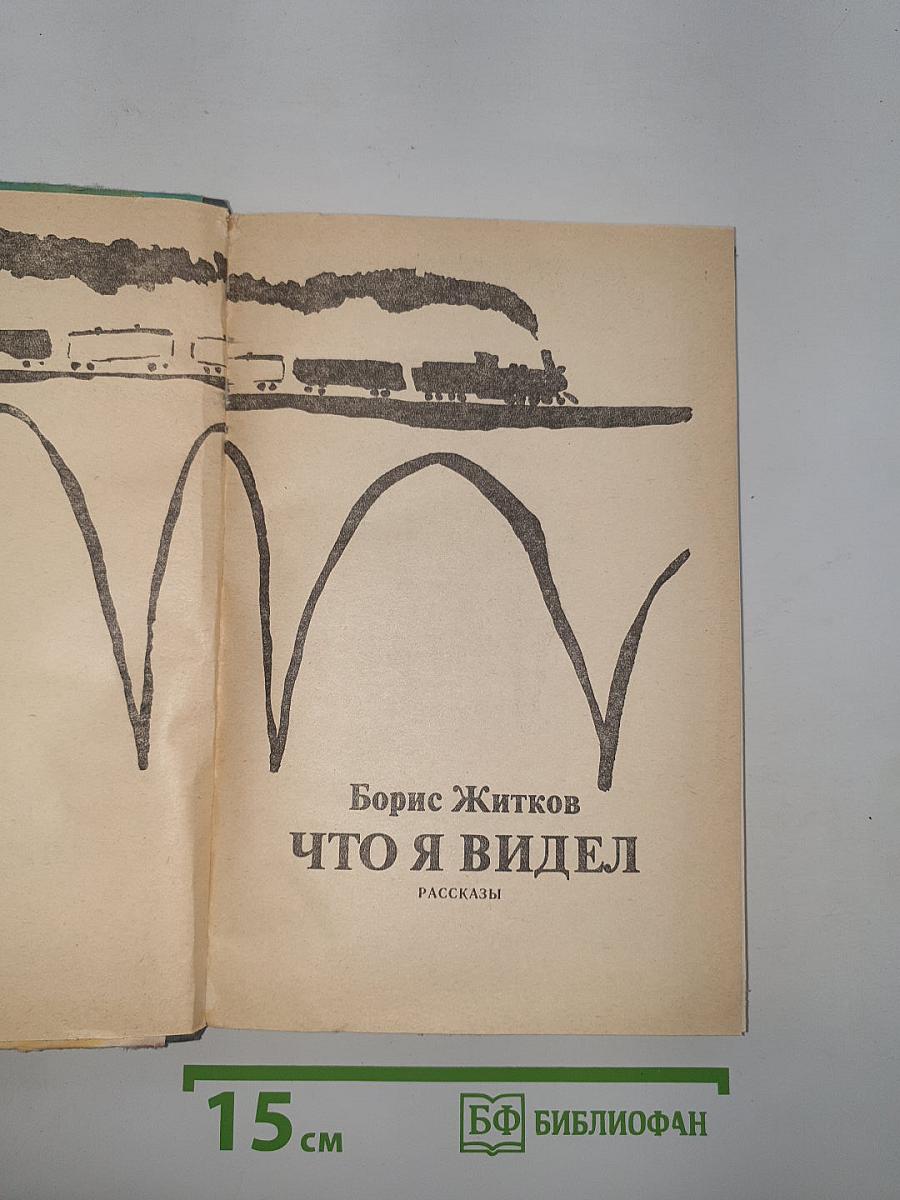 Борис Житков
ЧТО Я ВИДЕЛ
РАССКАЗЫ
15 см
БФ БИБЛИОФАН